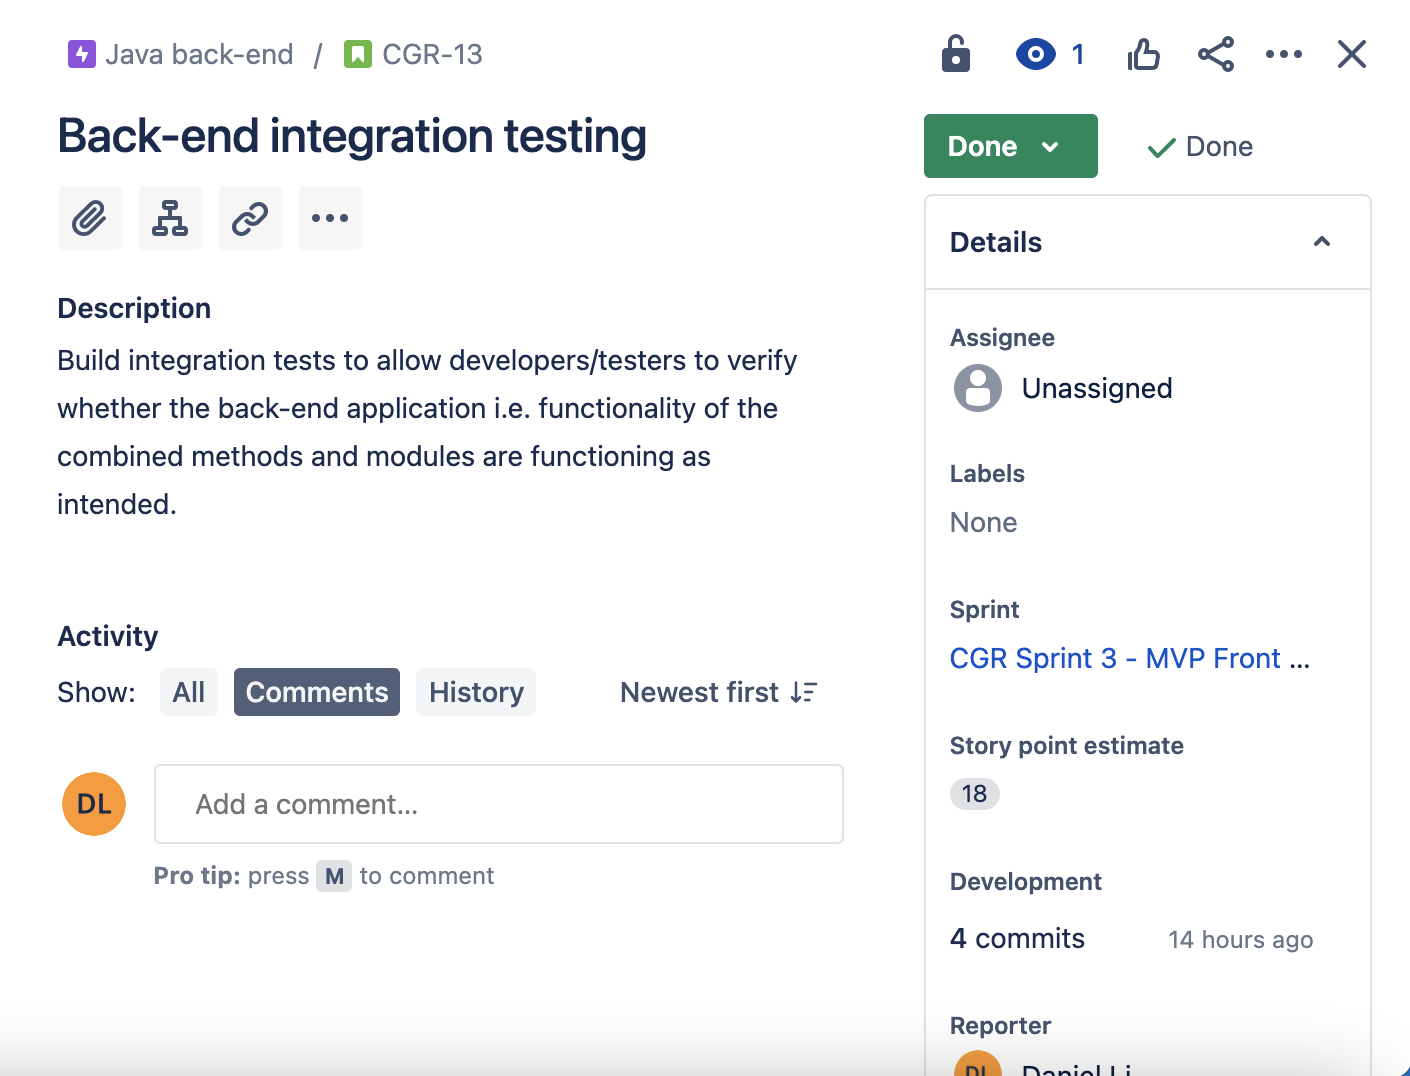 Java back-end / CGR-13
1
Back-end integration testing
Done
Done
Description
Build integration tests to allow developers/testers to verify
whether the back-end application i.e. functionality of the
combined methods and modules are functioning as
intended.
Activity
Show: All Comments History Newest first
DL Add a comment...
Pro tip: press M to comment
Details
Assignee
Unassigned
Labels
None
Sprint
CGR Sprint 3 - MVP Front ...
Story point estimate
18
Development
4 commits 14 hours ago
Reporter
DL Daniel Li